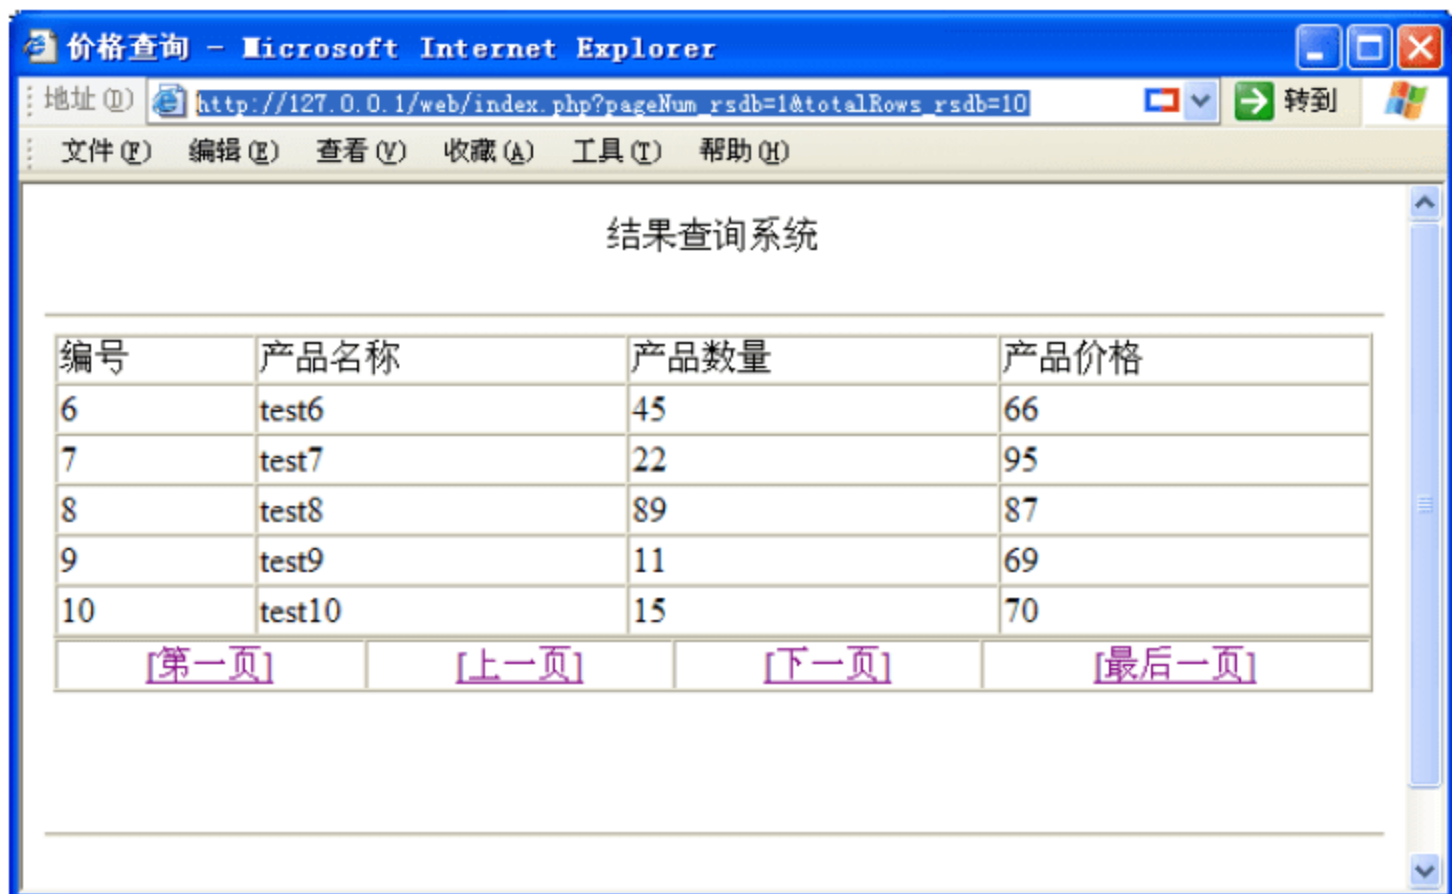 价格查询 - Microsoft Internet Explorer
地址(D) http://127.0.0.1/web/index.php?pageNum_rsdb=1&totalRows_rsdb=10 转到
文件(F) 编辑(E) 查看(V) 收藏(A) 工具(T) 帮助(H)
结果查询系统
编号 产品名称 产品数量 产品价格
6 test6 45 66
7 test7 22 95
8 test8 89 87
9 test9 11 69
10 test10 15 70
[第一页] [上一页] [下一页] [最后一页]